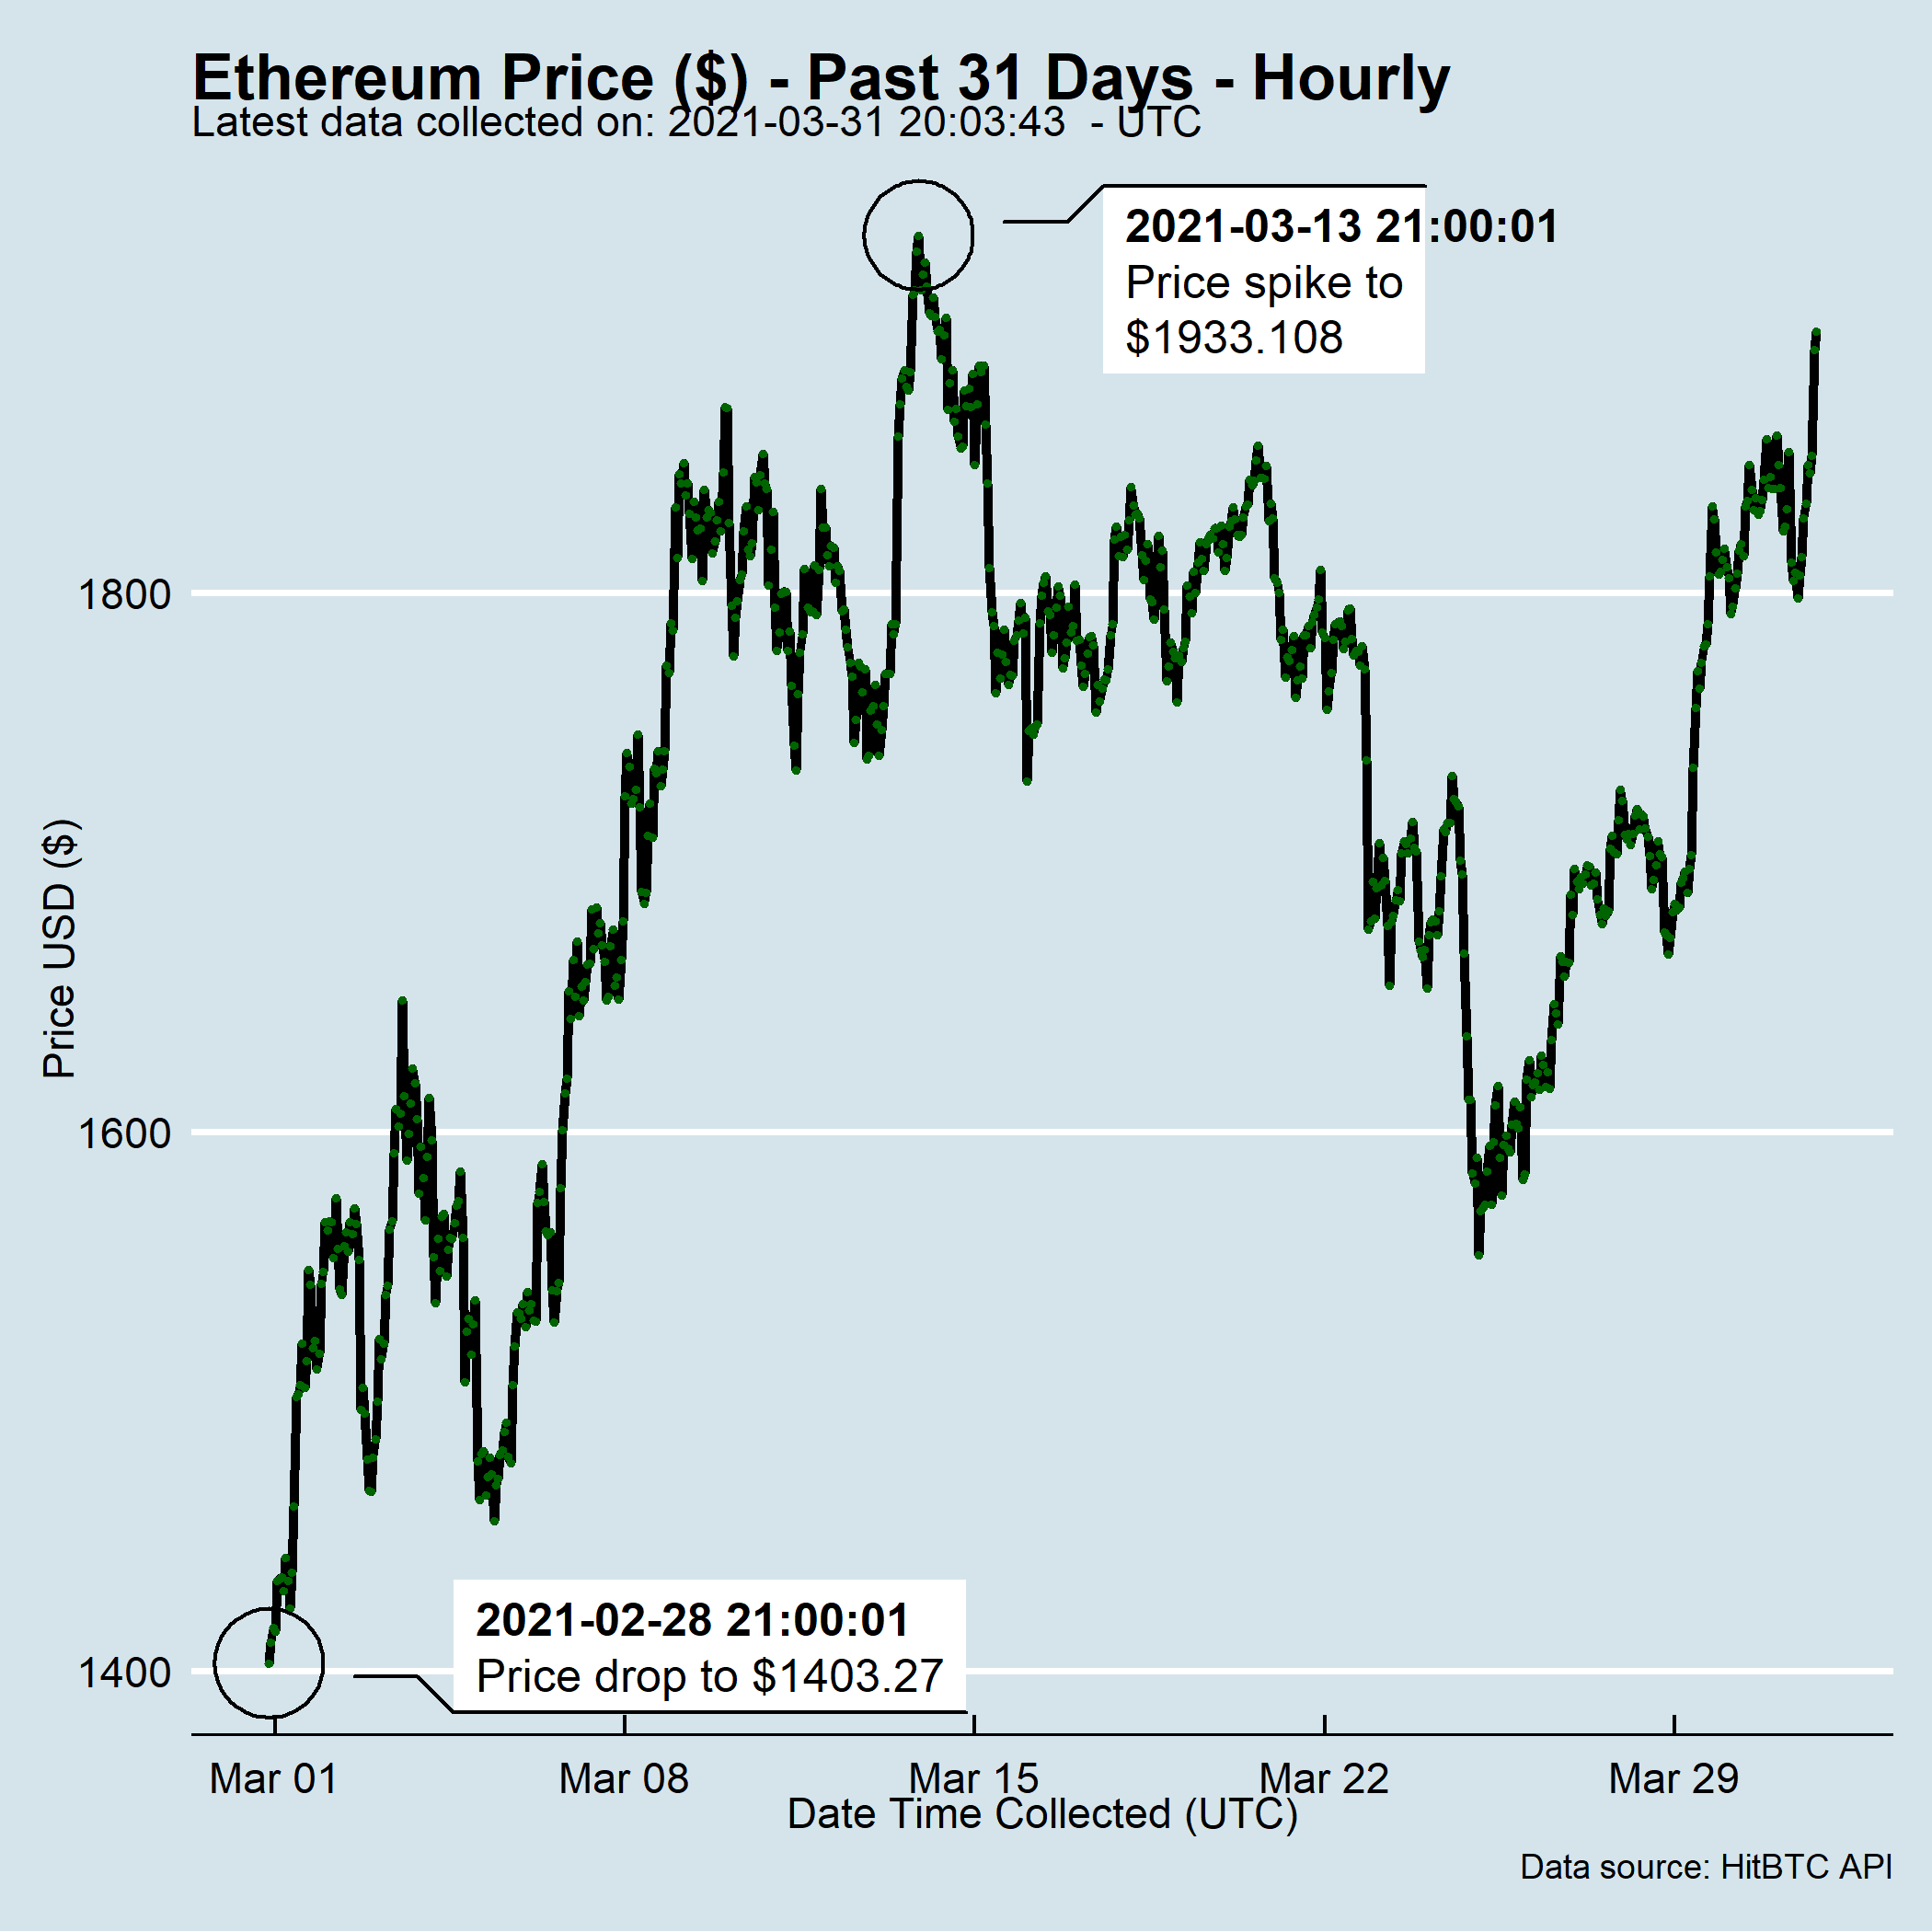 Ethereum Price ($) - Past 31 Days - Hourly
Latest data collected on: 2021-03-31 20:03:43  - UTC
2021-03-13 21:00:01
Price spike to
$1933.108
1800
Price USD ($)
1600
2021-02-28 21:00:01
Price drop to $1403.27
1400
Mar 01
Mar 08
Mar 15
Mar 22
Mar 29
Date Time Collected (UTC)
Data source: HitBTC API